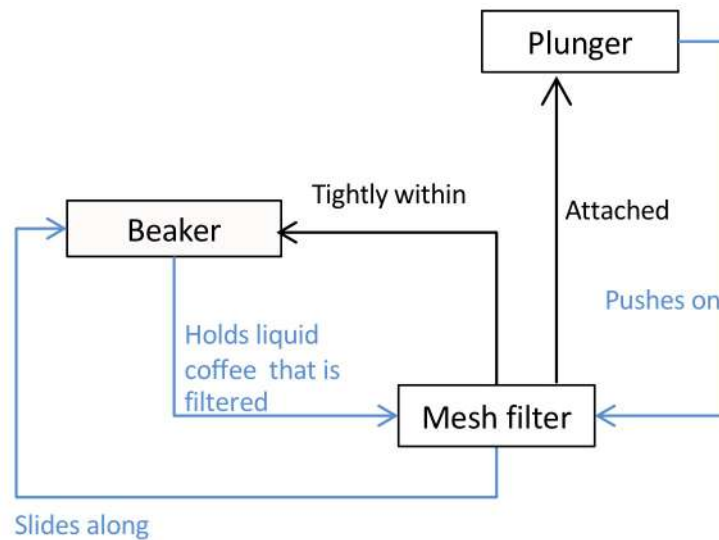 Plunger
Tightly within
Attached
Beaker
Pushes on
Holds liquid
coffee that is
filtered
Mesh filter
Slides along